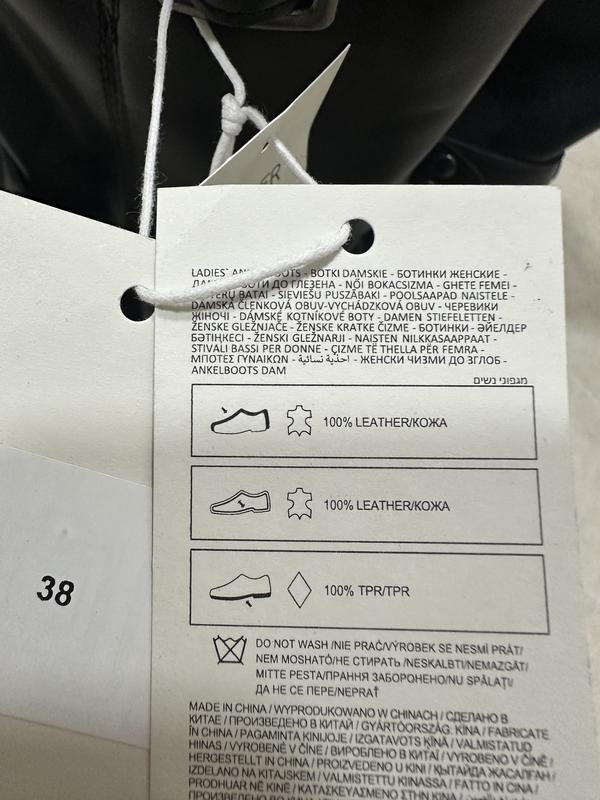 ER
LADIES` OOTS - BOTKI DAMSKIE - БОТИНКИ ЖЕНСКИЕ -
БОТИ ДО ГЛЕЗЕНА - NŐI BOKACSIZMA - GHETE FEMEI -
BATAI - SIEVIEŠU PUSZĀBAKI - POOLSAAPAD NAISTELE -
DÁMSKA ČLENKOVÁ OBUV-VYCHÁDZKOVÁ OBUV - ЧЕРЕВИКИ
ЖІНОЧІ - DÁMSKÉ KOTNÍKOVÉ BOTY - DAMEN STIEFELETTEN -
ŽENSKE GLEŽNJAČE - ŽENSKE KRATKE ČIZME - БОТИНКИ - ӘЙЕЛДЕР
БӘТІҢКЕСІ - ŽENSKI GLEŽNARJI - NAISTEN NILKKASAAPPAAT -
STIVALI BASSI PER DONNE - ÇIZME TË THELLA PËR FEMRA -
ΜΠΟΤΕΣ ΓΥΝΑΙΚΩΝ - احذية نسائية - ЖЕНСКИ ЧИЗМИ ДО ЗГЛОБ -
ANKELBOOTS DAM
מגפוני נשים
100% LEATHER/КОЖА
100% LEATHER/КОЖА
100% TPR/TPR
38
DO NOT WASH /NIE PRAĆ/VÝROBEK SE NESMÍ PRÁT/
NEM MOSHATÓ/НЕ СТИРАТЬ /NESKALBTI/NEMAZGĀT/
MITTE PESTA/ПРАННЯ ЗАБОРОНЕНО/NU SPĂLAȚI/
ДА НЕ СЕ ПЕРЕ/NEPRAŤ
MADE IN CHINA / WYPRODUKOWANO W CHINACH / СДЕЛАНО В
КИТАЕ / ПРОИЗВЕДЕНО В КИТАЙ / GYÁRTÓORSZÁG: KÍNA / FABRICATE
ÎN CHINA / PAGAMINTA KINIJOJE / IZGATAVOTS ĶĪNĀ / VALMISTATUD
HIINAS / VYROBENÉ V ČÍNE / ВИРОБЛЕНО В КИТАЇ / VYROBENO V ČÍNĚ /
HERGESTELLT IN CHINA / PROIZVEDENO U KINI / ҚЫТАЙДА ЖАСАЛҒАН /
IZDELANO NA KITAJSKEM / VALMISTETTU KIINASSA / FATTO IN CINA /
PRODHUAR NË KINË / ΚΑΤΑΣΚΕΥΑΣΜΕΝΟ ΣΤΗΝ ΚΙΝΑ /